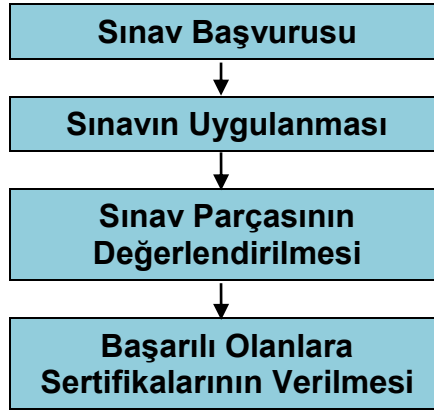 Sınav Başvurusu
Sınavın Uygulanması
Sınav Parçasının
Değerlendirilmesi
Başarılı Olanlara
Sertifikalarının Verilmesi